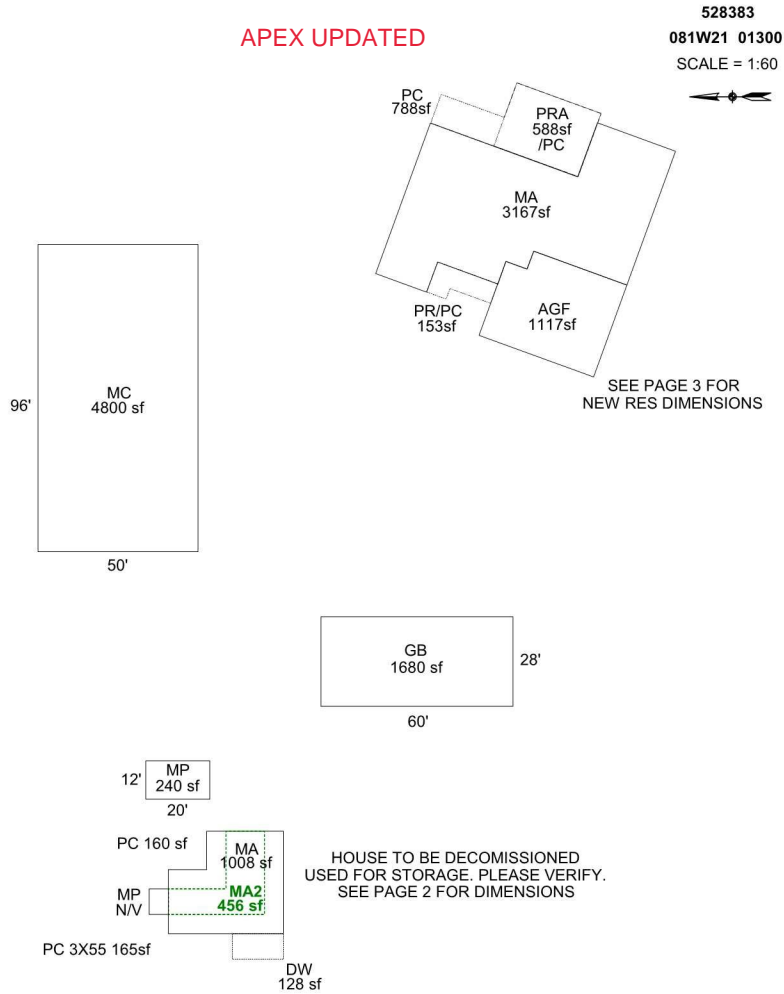 528383
APEX UPDATED
081W21 01300
SCALE = 1:60
PC
788sf
PRA
588sf
/PC
MA
3167sf
PR/PC
153sf
AGF
1117sf
SEE PAGE 3 FOR
NEW RES DIMENSIONS
MC
4800 sf
96'
50'
GB
1680 sf
28'
60'
MP
240 sf
12'
20'
PC 160 sf
MA
1008 sf
MA2
456 sf
MP
N/V
HOUSE TO BE DECOMISSIONED
USED FOR STORAGE. PLEASE VERIFY.
SEE PAGE 2 FOR DIMENSIONS
PC 3X55 165sf
DW
128 sf